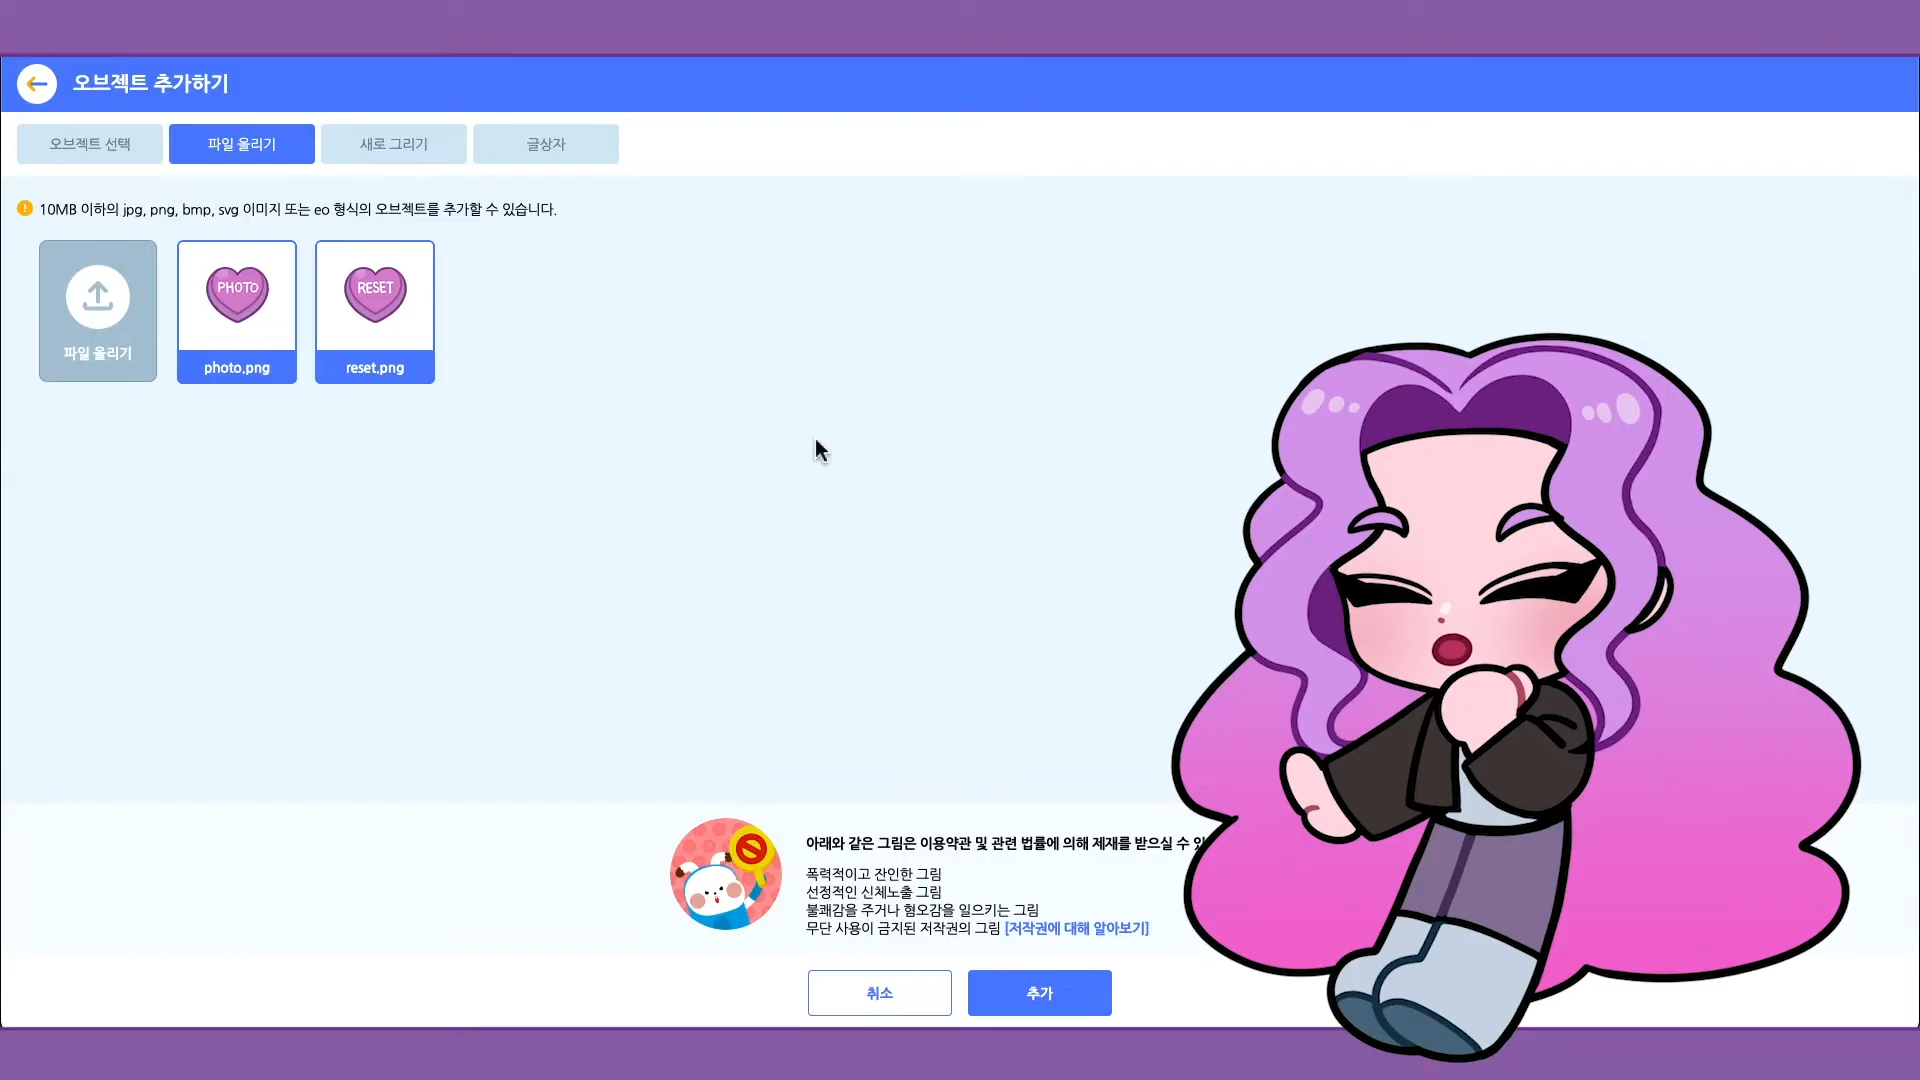 오브젝트 추가하기
오브젝트 선택
파일 올리기
새로 그리기
글상자
10MB 이하의 jpg, png, bmp, svg 이미지 또는 eo 형식의 오브젝트를 추가할 수 있습니다.
PHOTO
RESET
파일 올리기
photo.png
reset.png
아래와 같은 그림은 이용약관 및 관련 법률에 의해 제재를 받으실 수
폭력적이고 잔인한 그림
선정적인 신체노출 그림
불쾌감을 주거나 혐오감을 일으키는 그림
무단 사용이 금지된 저작권의 그림 [저작권에 대해 알아보기]
취소
추가